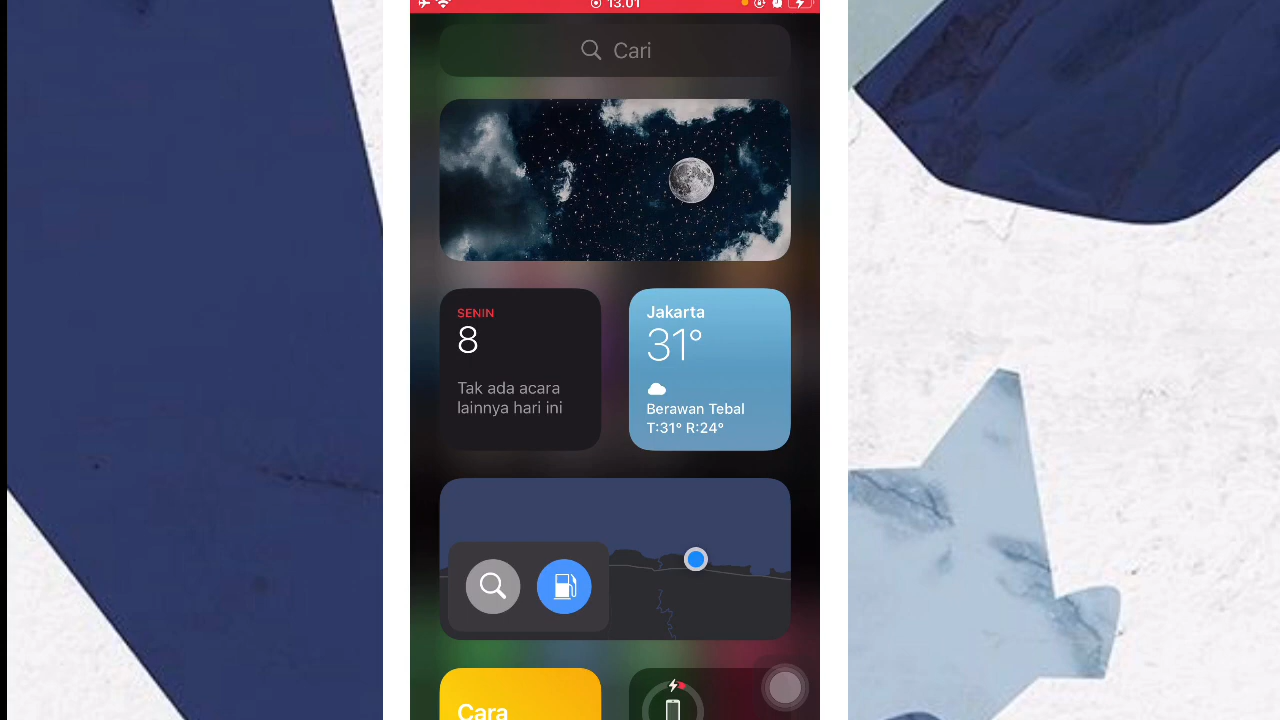 13.01
Cari
SENIN
8
Tak ada acara
lainnya hari ini
Jakarta
31°
Berawan Tebal
T:31° R:24°
Cara